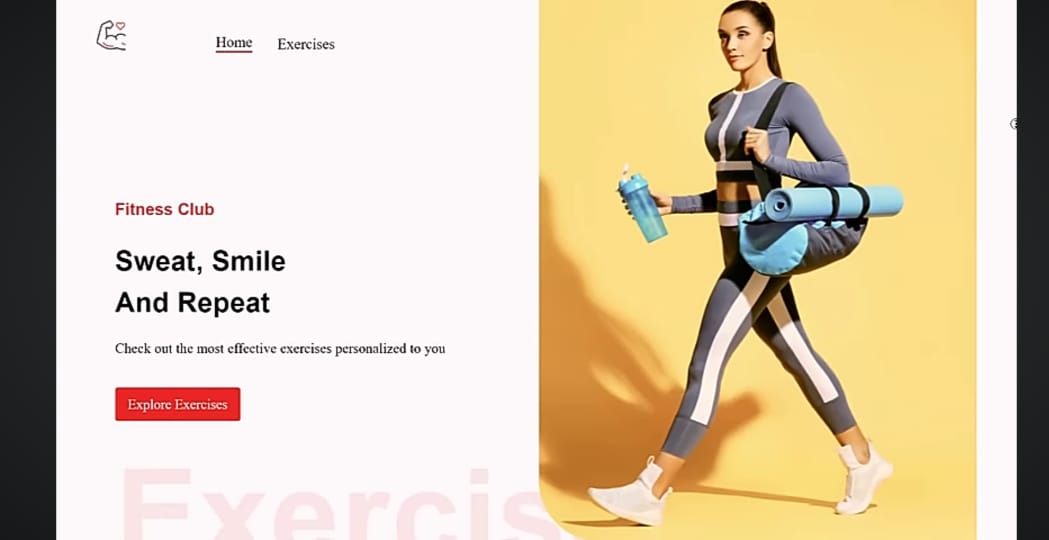 Home Exercises
Fitness Club
Sweat, Smile
And Repeat
Check out the most effective exercises personalized to you
Explore Exercises
Exercis